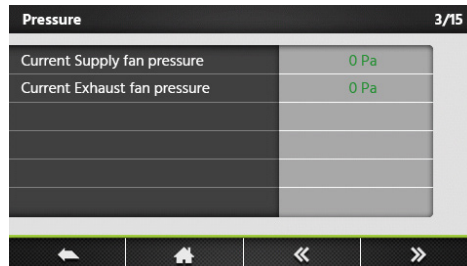 Pressure 3/15
Current Supply fan pressure 0 Pa
Current Exhaust fan pressure 0 Pa